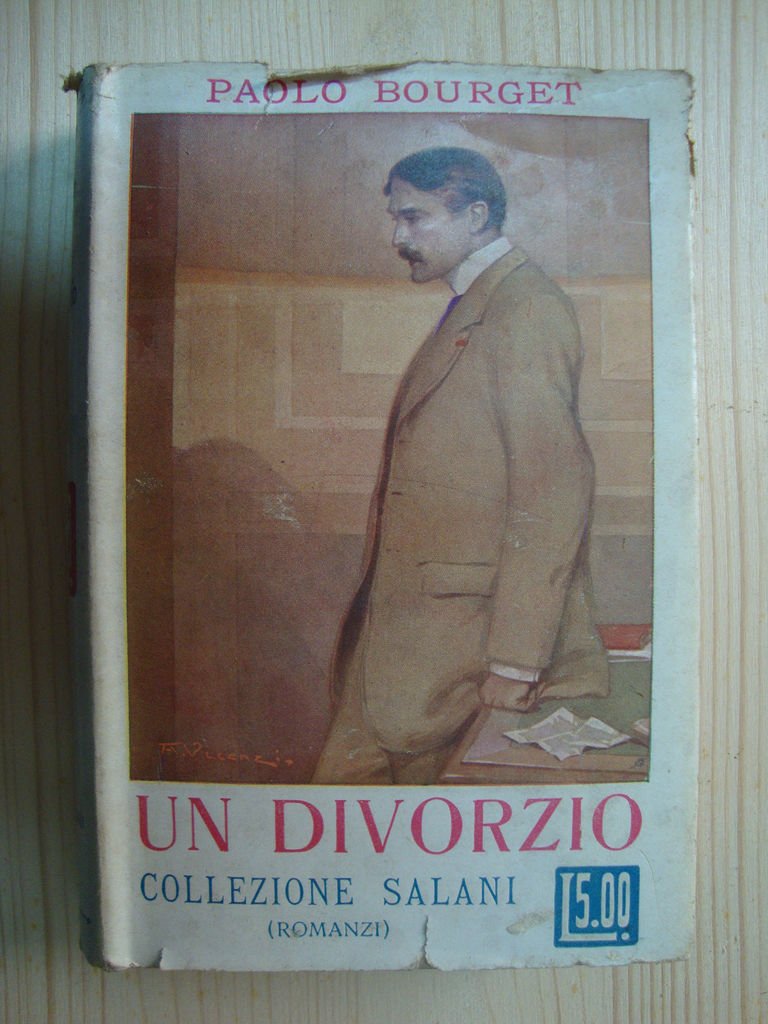 PAOLO BOURGET
UN DIVORZIO
COLLEZIONE SALANI
(ROMANZI)
L5.00